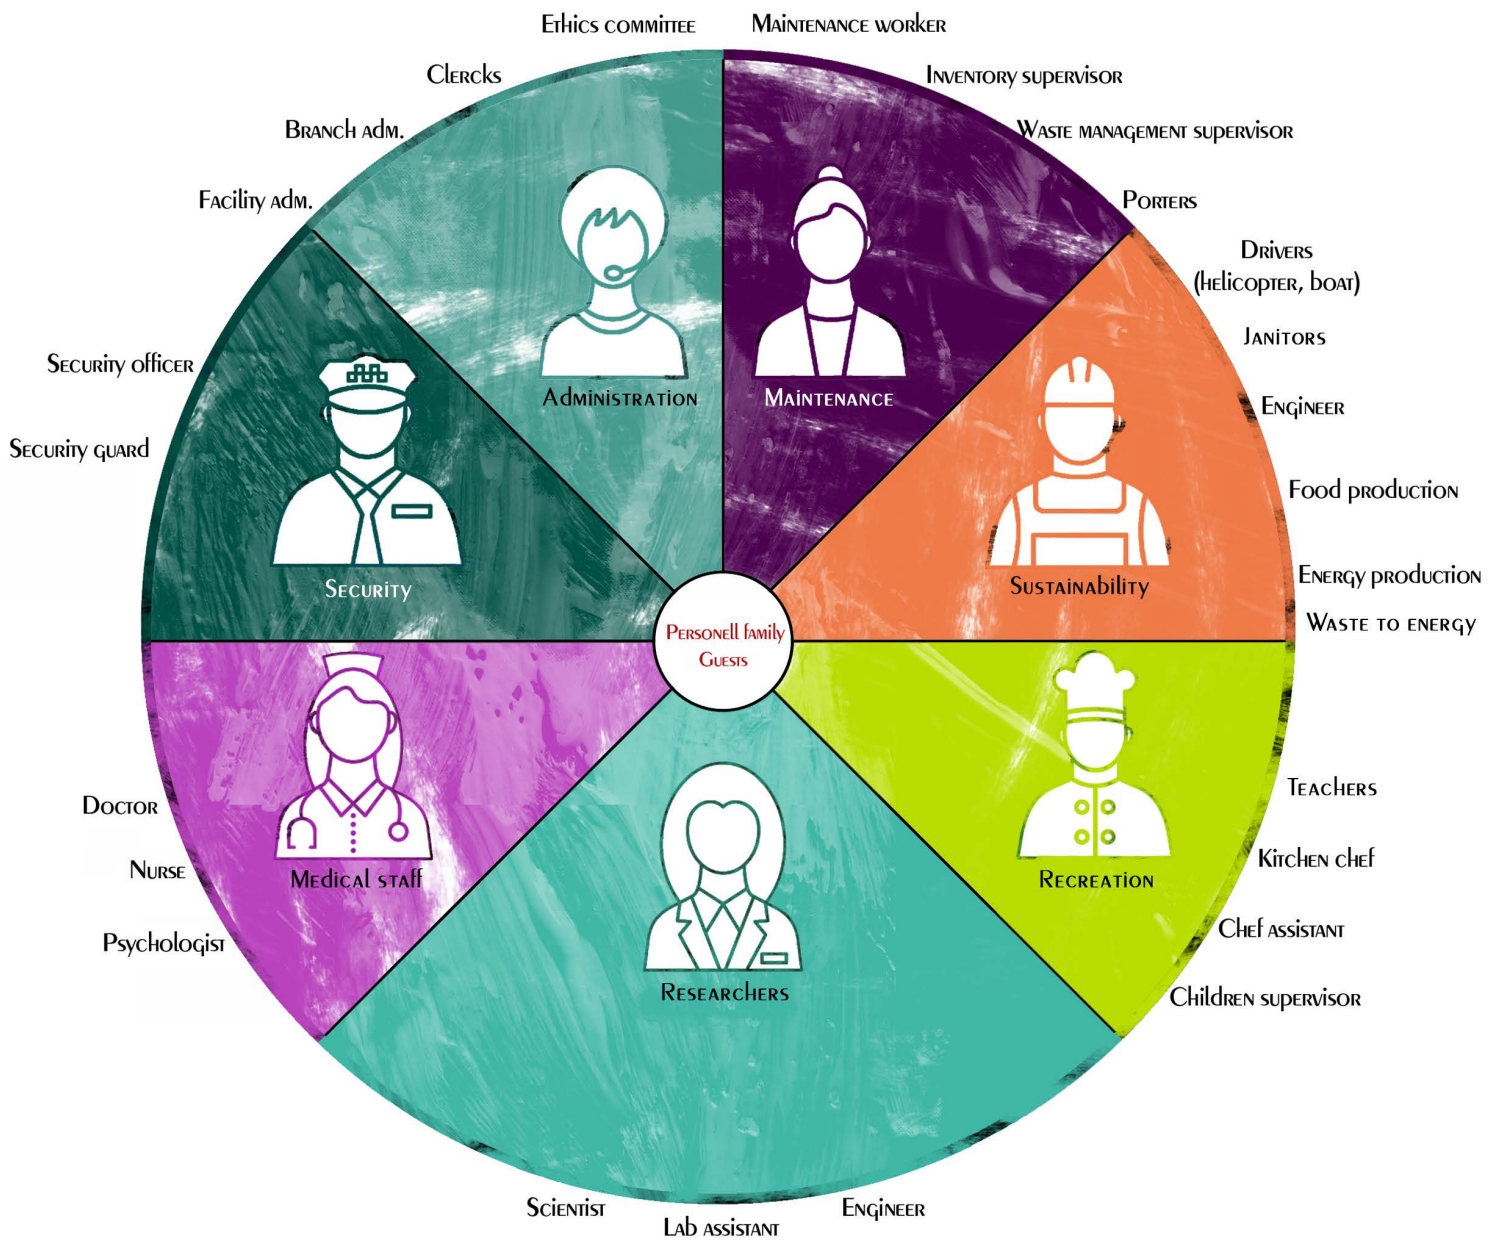 Ethics committee
Maintenance worker
Clercks
Inventory supervisor
Branch adm.
Waste management supervisor
Facility adm.
Porters
Drivers
(helicopter, boat)
Janitors
Security officer
Administration
Maintenance
Engineer
Security guard
Food production
Security
Sustainability
Energy production
Waste to energy
Personell family
Guests
Teachers
Doctor
Kitchen chef
Nurse
Medical staff
Recreation
Chef assistant
Psychologist
Researchers
Children supervisor
Scientist
Lab assistant
Engineer